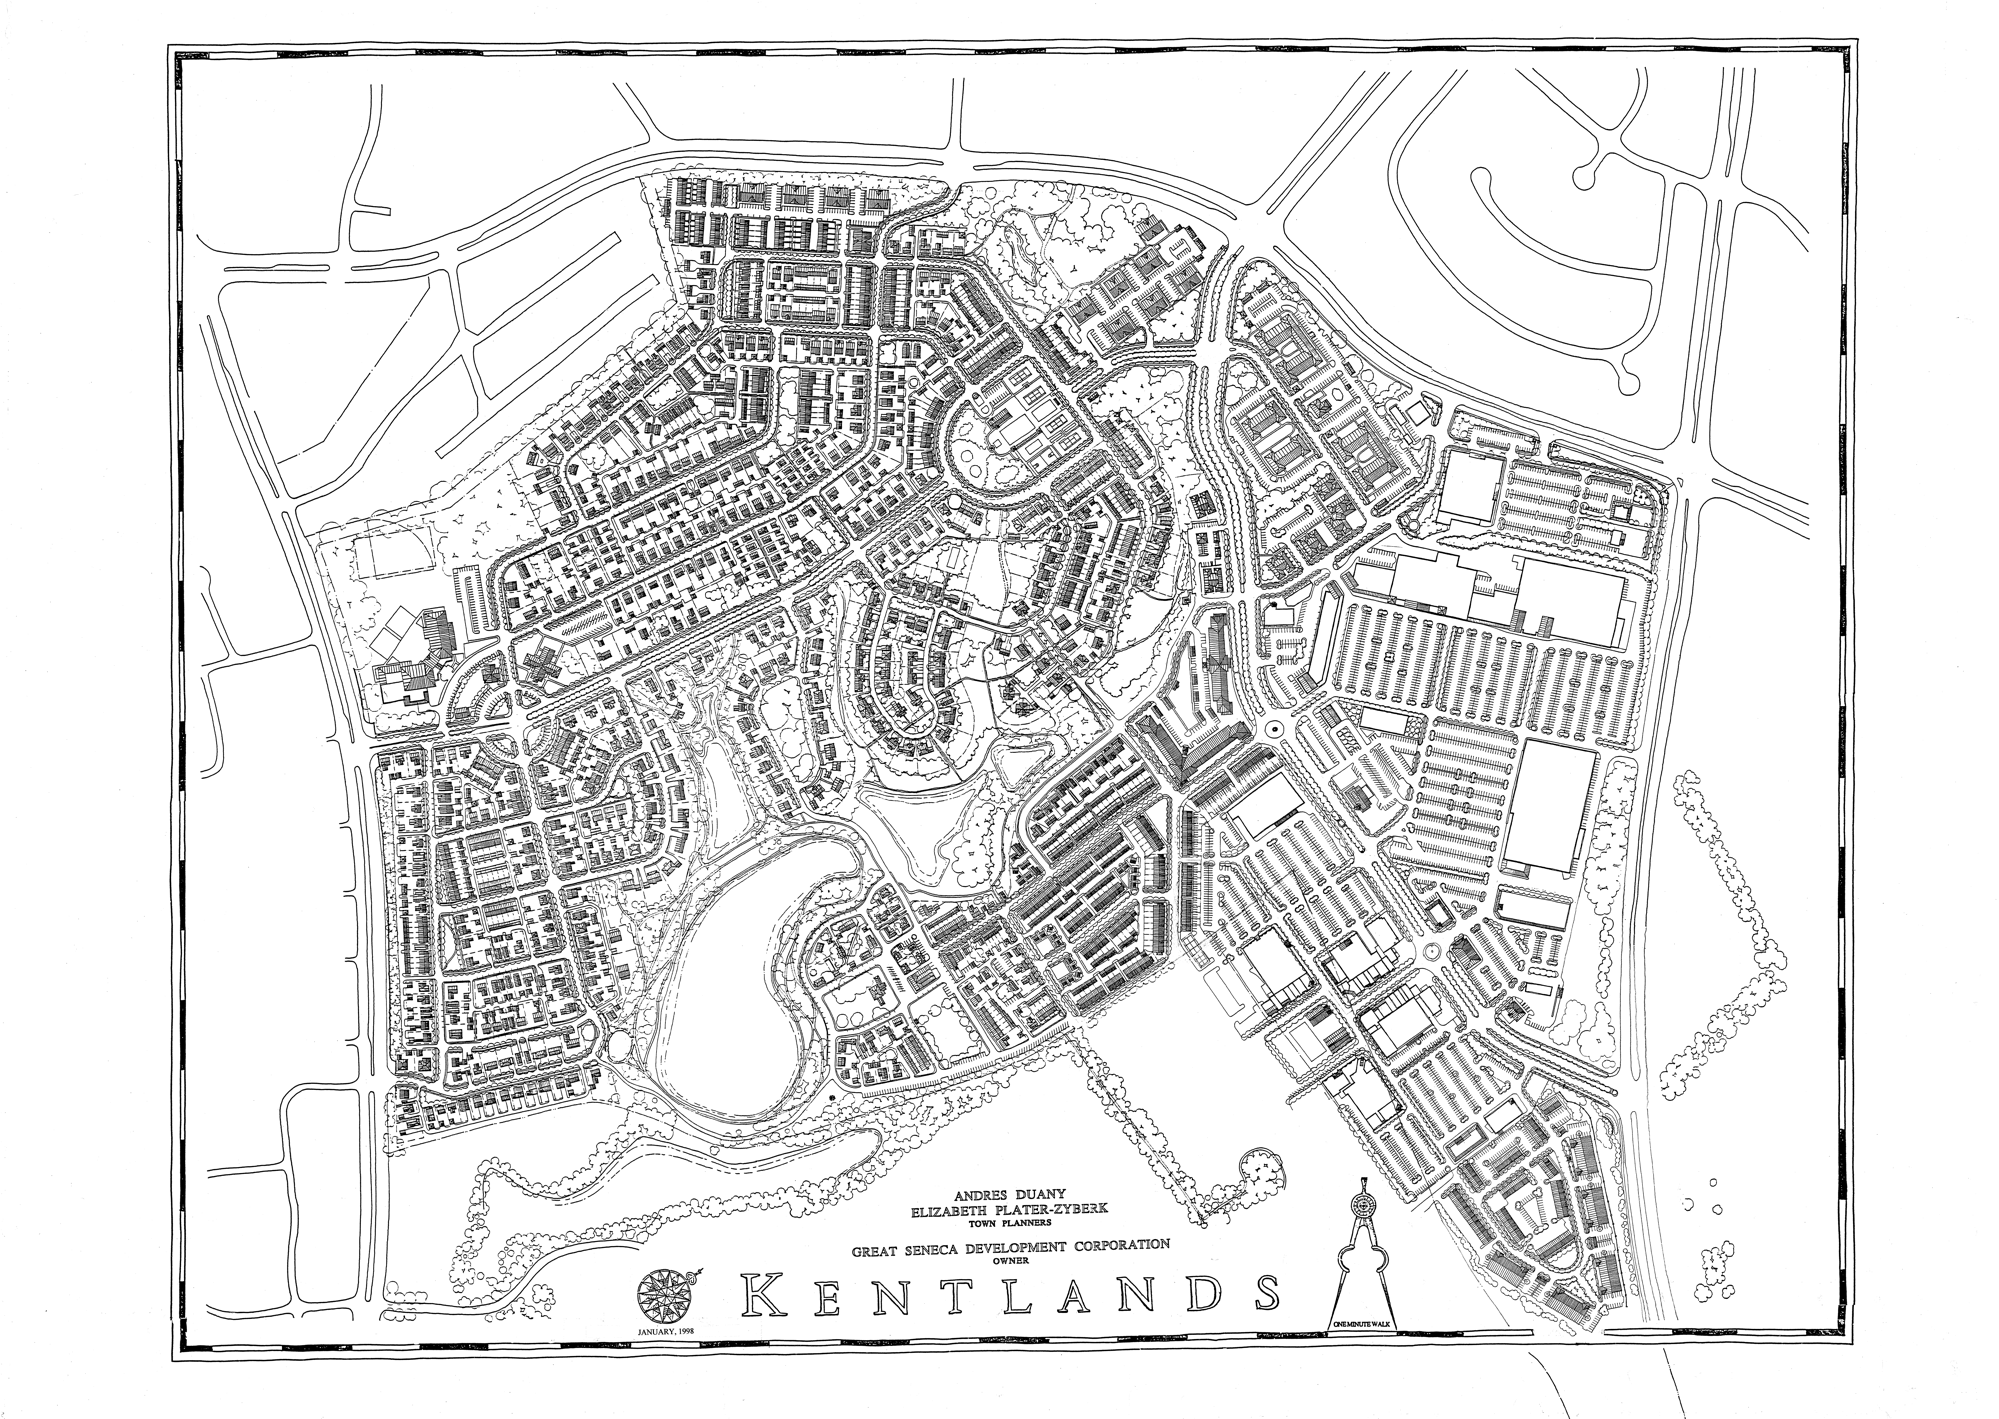 ANDRES DUANY
ELIZABETH PLATER-ZYBERK
TOWN PLANNERS
GREAT SENECA DEVELOPMENT CORPORATION
OWNER
KENTLANDS
JANUARY, 1998
ONE MINUTE WALK